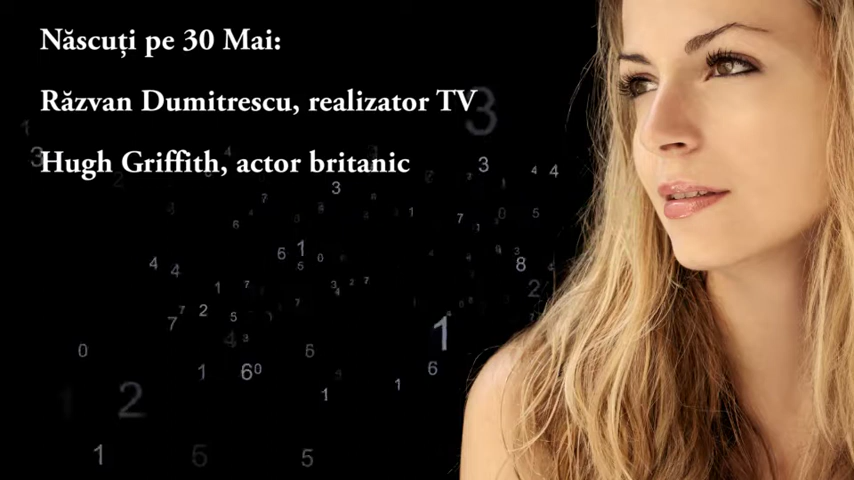 Născuți pe 30 Mai:
Răzvan Dumitrescu, realizator TV
Hugh Griffith, actor britanic